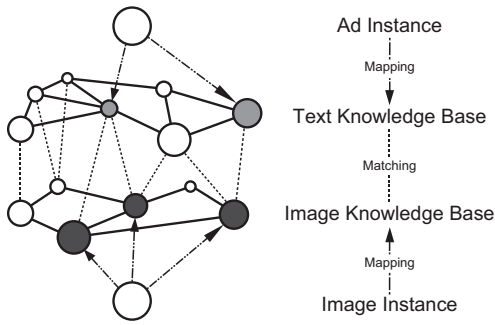 Ad Instance
Mapping
Text Knowledge Base
Matching
Image Knowledge Base
Mapping
Image Instance